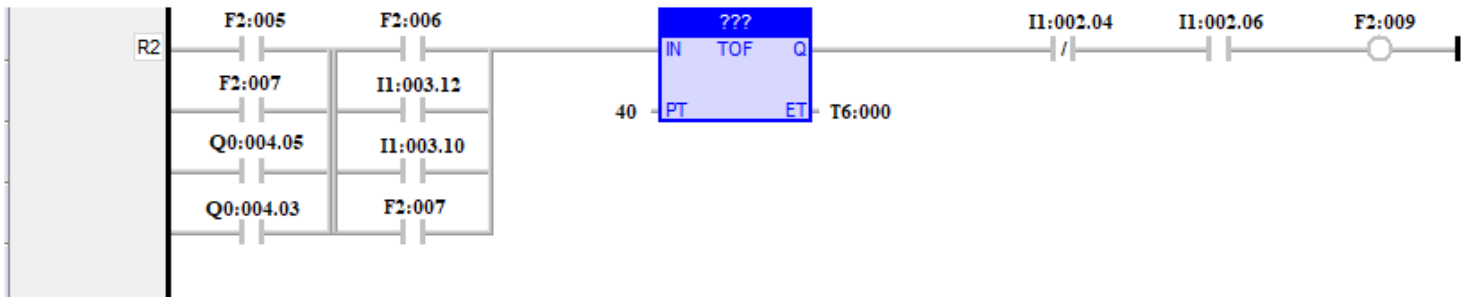 F2:005 F2:006 ??? I1:002.04 I1:002.06 F2:009
R2 IN TOF Q /
F2:007 I1:003.12
40 PT ET T6:000
Q0:004.05 I1:003.10
Q0:004.03 F2:007